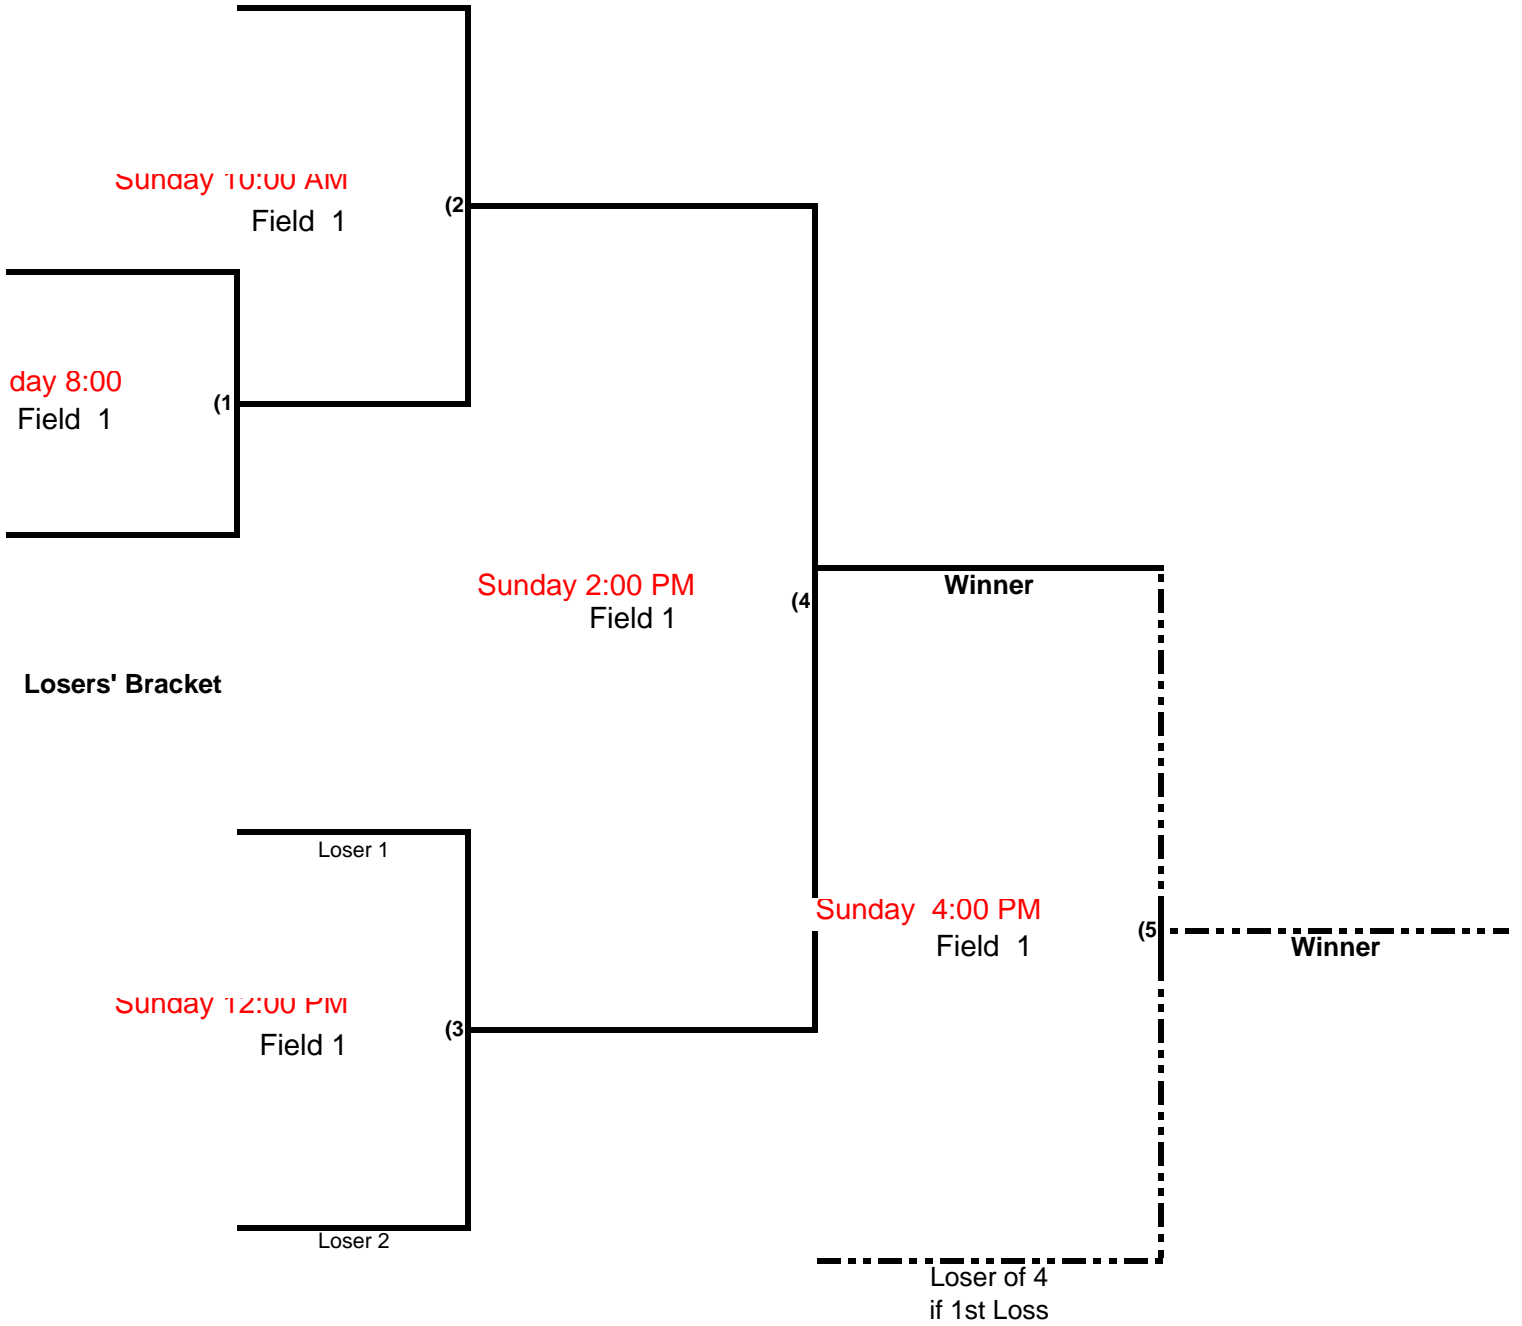 Sunday 10:00 AM
(2
Field 1
day 8:00
(1
Field 1
Sunday 2:00 PM
Winner
(4
Field 1
Losers' Bracket
Loser 1
Sunday 4:00 PM
(5
Field 1
Winner
Sunday 12:00 PM
(3
Field 1
Loser 2
Loser of 4
if 1st Loss